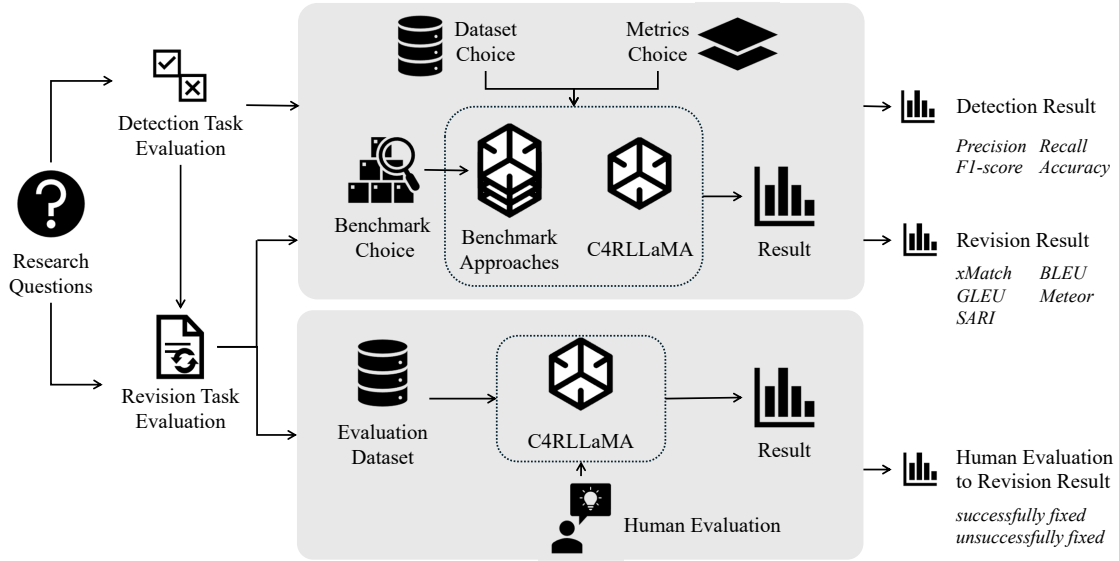 Research
Questions
Detection Task
Evaluation
Revision Task
Evaluation
Dataset
Choice
Metrics
Choice
Benchmark
Choice
Benchmark
Approaches
C4RLLaMA
Result
Evaluation
Dataset
C4RLLaMA
Result
Human Evaluation
Detection Result
Precision Recall
F1-score Accuracy
Revision Result
xMatch BLEU
GLEU Meteor
SARI
Human Evaluation
to Revision Result
successfully fixed
unsuccessfully fixed